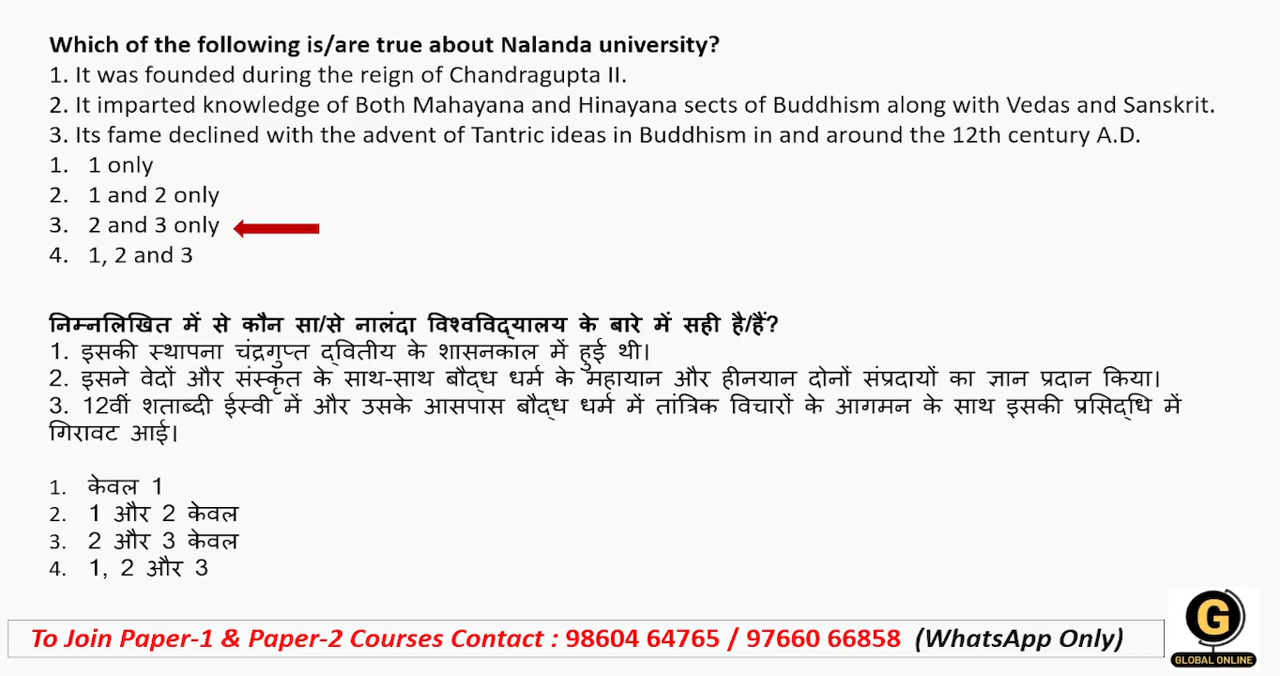 Which of the following is/are true about Nalanda university?
1. It was founded during the reign of Chandragupta II.
2. It imparted knowledge of Both Mahayana and Hinayana sects of Buddhism along with Vedas and Sanskrit.
3. Its fame declined with the advent of Tantric ideas in Buddhism in and around the 12th century A.D.
1. 1 only
2. 1 and 2 only
3. 2 and 3 only
4. 1, 2 and 3
निम्नलिखित में से कौन सा/से नालंदा विश्वविद्यालय के बारे में सही है/हैं?
1. इसकी स्थापना चंद्रगुप्त द्वितीय के शासनकाल में हुई थी।
2. इसने वेदों और संस्कृत के साथ-साथ बौद्ध धर्म के महायान और हीनयान दोनों संप्रदायों का ज्ञान प्रदान किया।
3. 12वीं शताब्दी ईस्वी में और उसके आसपास बौद्ध धर्म में तांत्रिक विचारों के आगमन के साथ इसकी प्रसिद्धि में
गिरावट आई।
1. केवल 1
2. 1 और 2 केवल
3. 2 और 3 केवल
4. 1, 2 और 3
To Join Paper-1 & Paper-2 Courses Contact : 98604 64765 / 97660 66858 (WhatsApp Only)
G
GLOBAL ONLINE